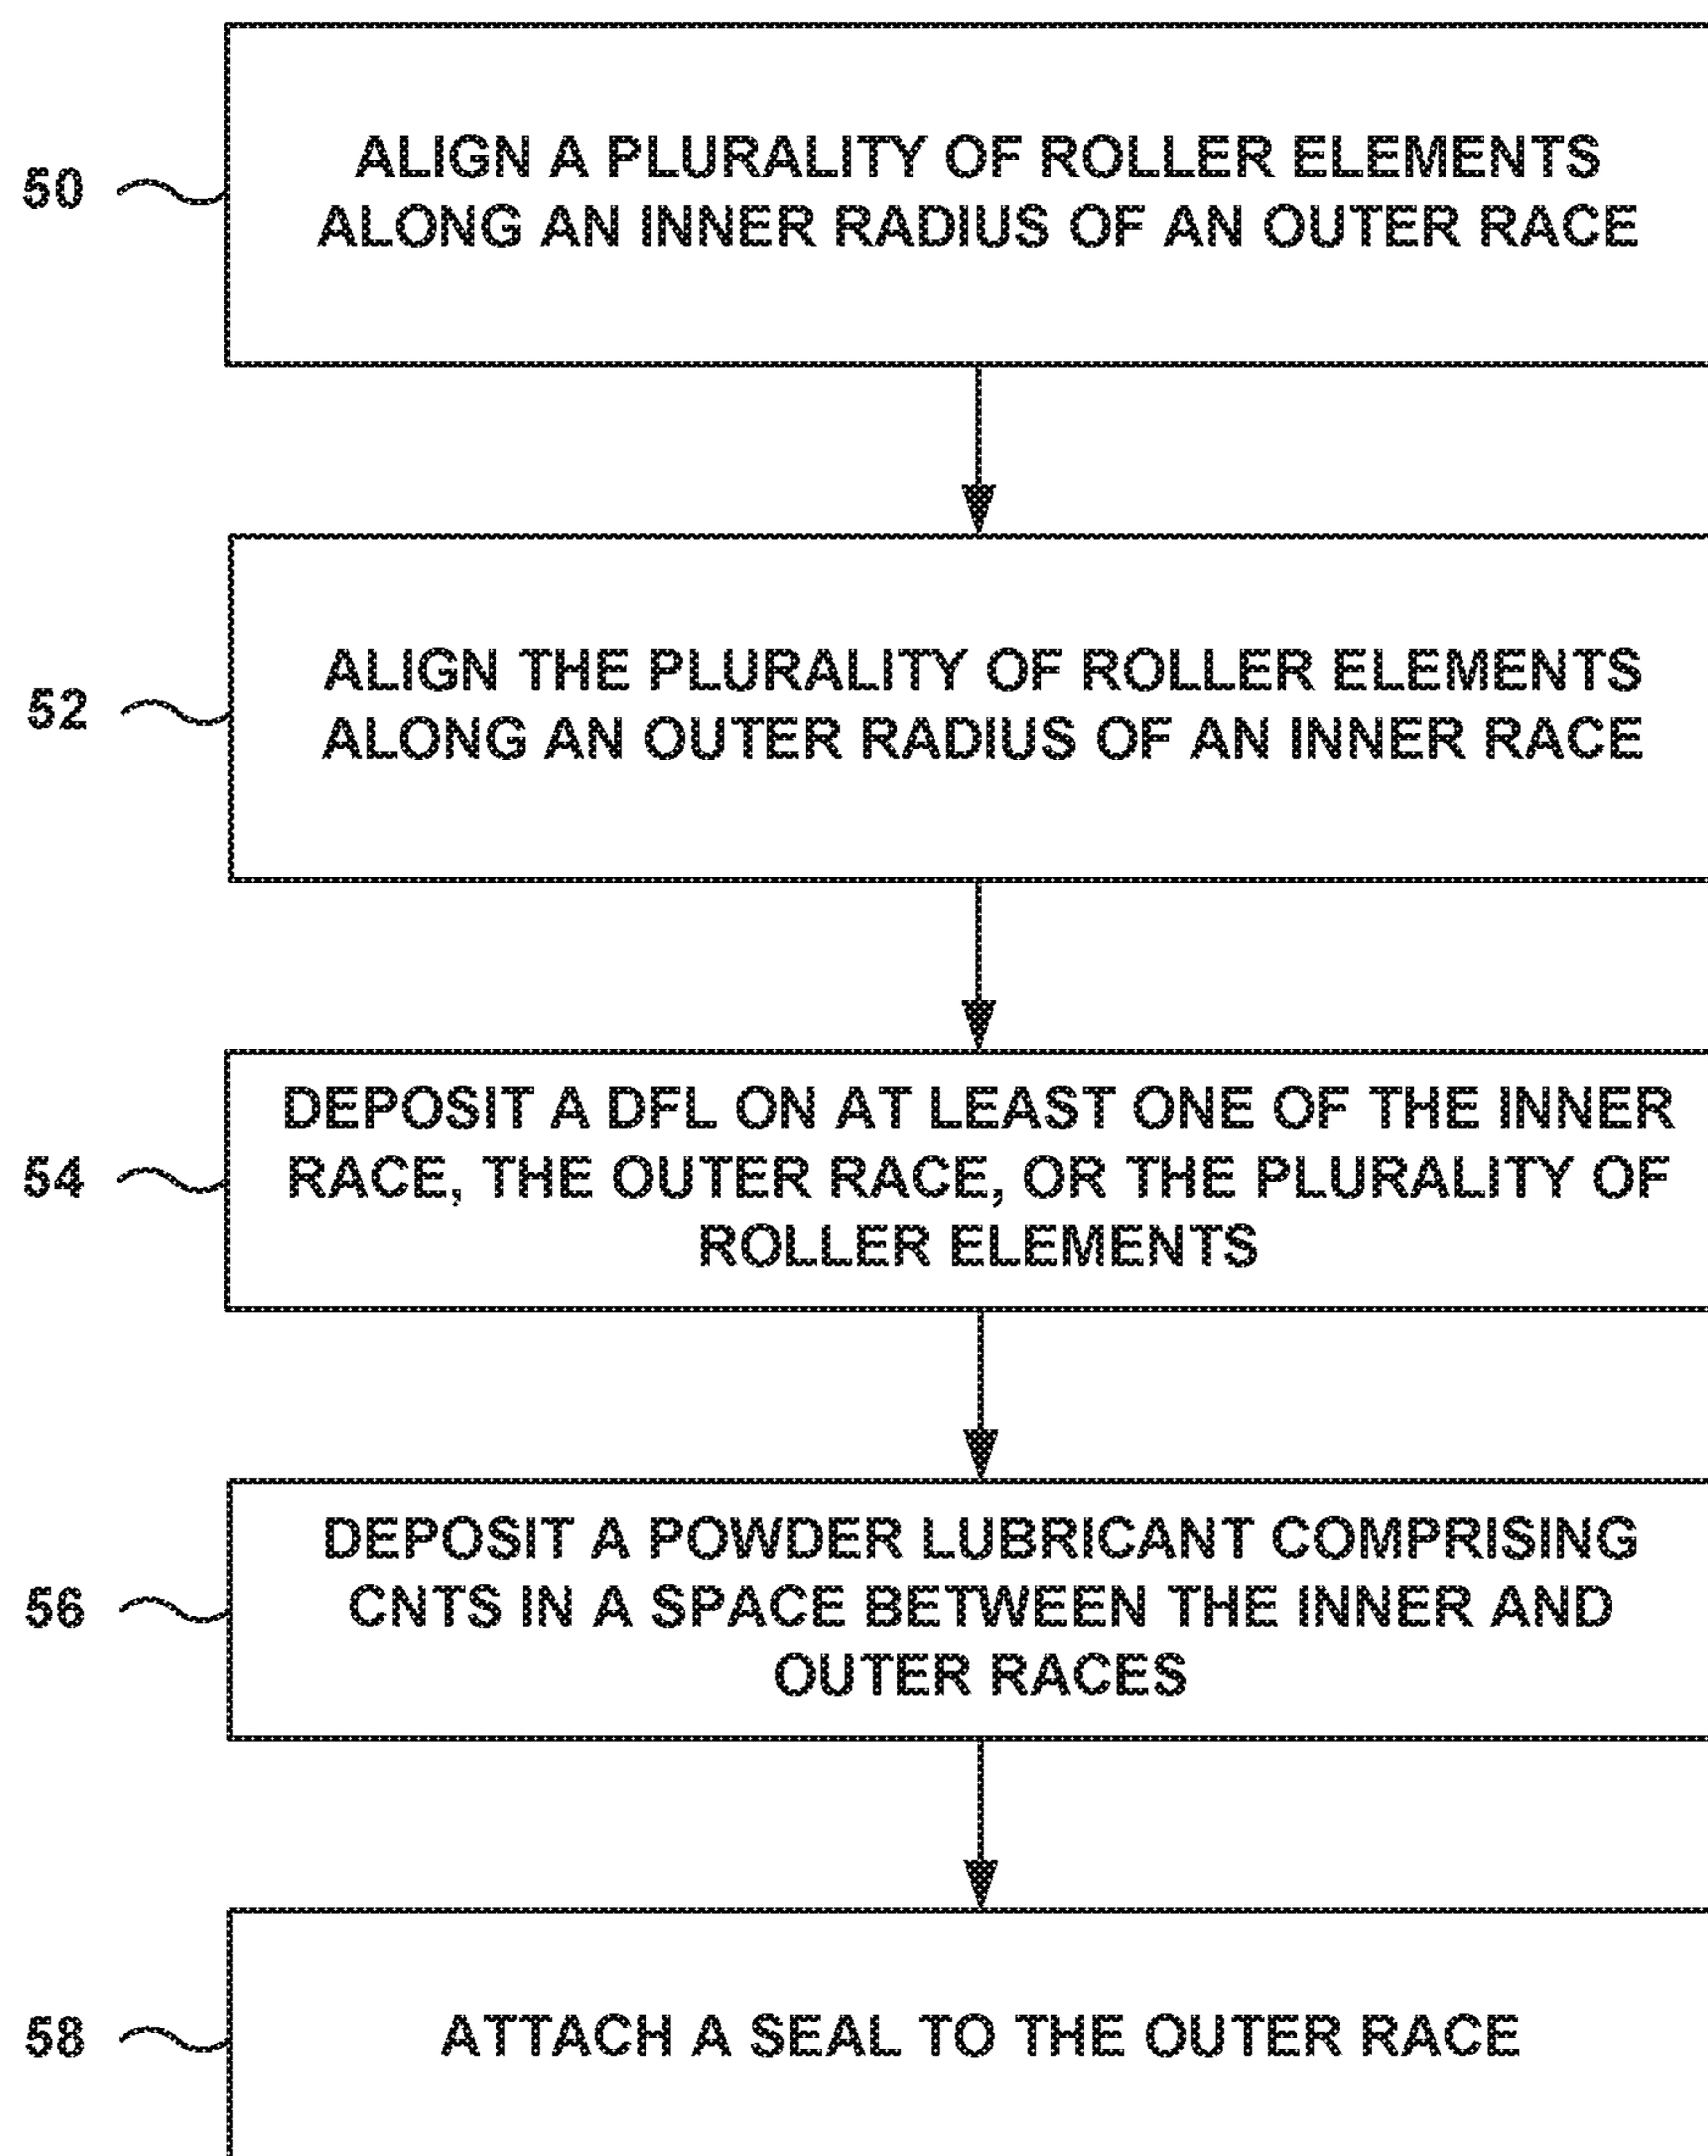 50
ALIGN A PLURALITY OF ROLLER ELEMENTS
ALONG AN INNER RADIUS OF AN OUTER RACE
52
ALIGN THE PLURALITY OF ROLLER ELEMENTS
ALONG AN OUTER RADIUS OF AN INNER RACE
54
DEPOSIT A DFL ON AT LEAST ONE OF THE INNER
RACE, THE OUTER RACE, OR THE PLURALITY OF
ROLLER ELEMENTS
56
DEPOSIT A POWDER LUBRICANT COMPRISING
CNTS IN A SPACE BETWEEN THE INNER AND
OUTER RACES
58
ATTACH A SEAL TO THE OUTER RACE